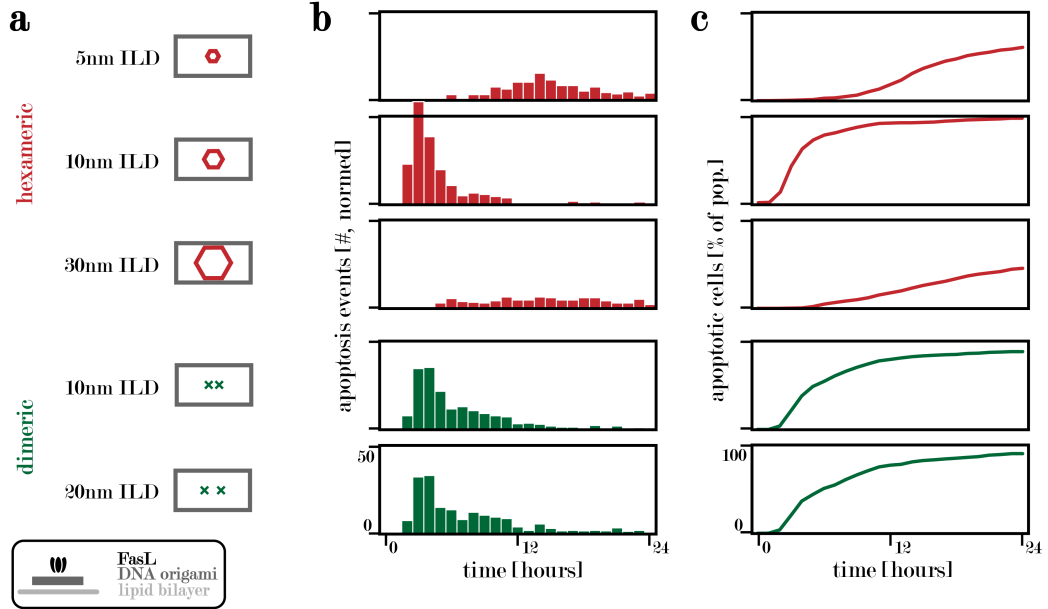 a
b
c
hexameric
5nm ILD
10nm ILD
30nm ILD
dimeric
10nm ILD
20nm ILD
FasL
DNA origami
lipid bilayer
apoptosis events [#, normed]
50
0
0
12
24
time [hours]
apoptotic cells [% of pop.]
100
0
0
12
24
time [hours]